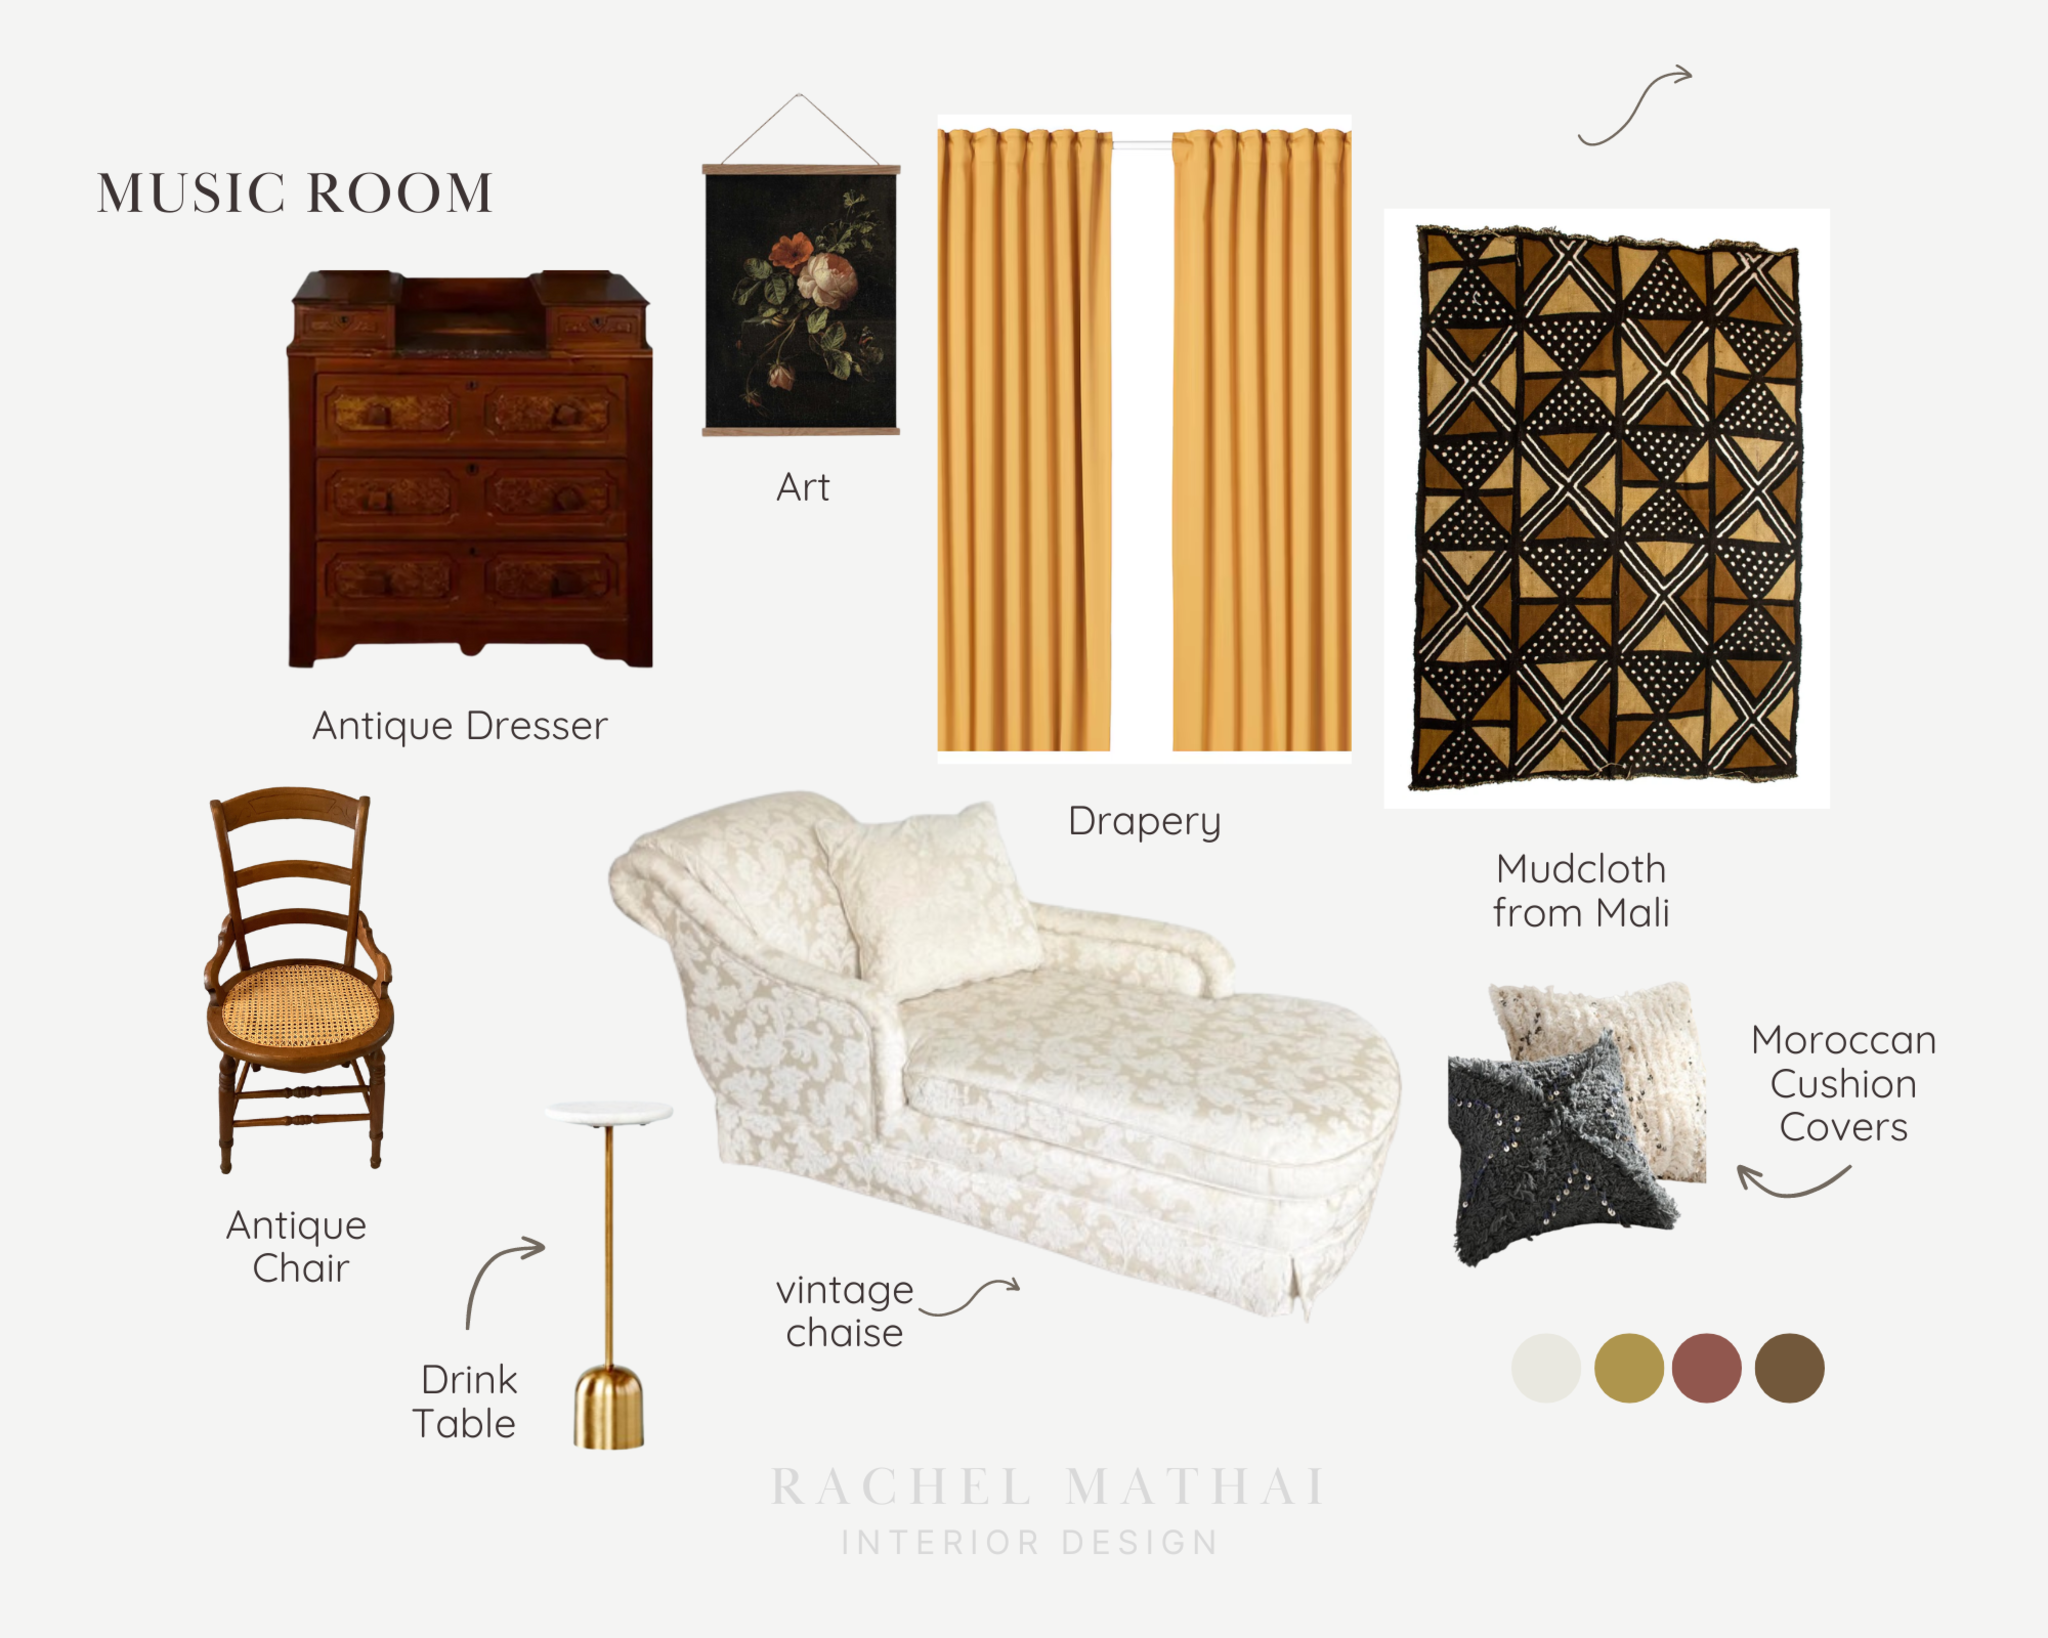 MUSIC ROOM
Art
Antique Dresser
Drapery
Mudcloth
from Mali
Moroccan
Cushion
Covers
Antique
Chair
vintage
chaise
Drink
Table
RACHEL MATHAI
INTERIOR DESIGN